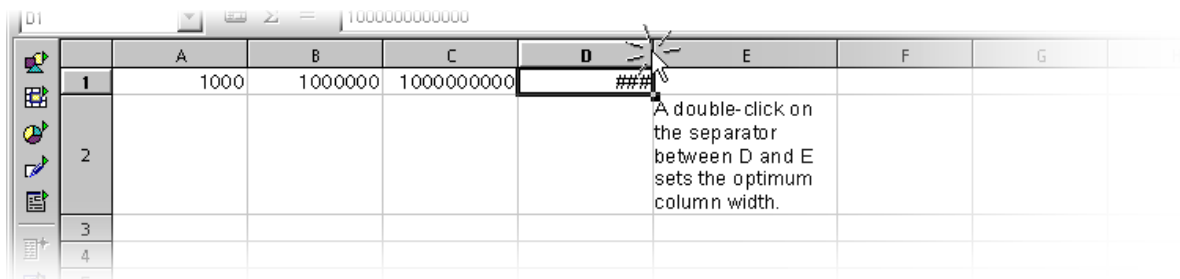 D1 Σ = 1000000000000
A B C D E F G
1 1000 1000000 1000000000 ###
2 A double-click on
the separator
between D and E
sets the optimum
column width.
3
4